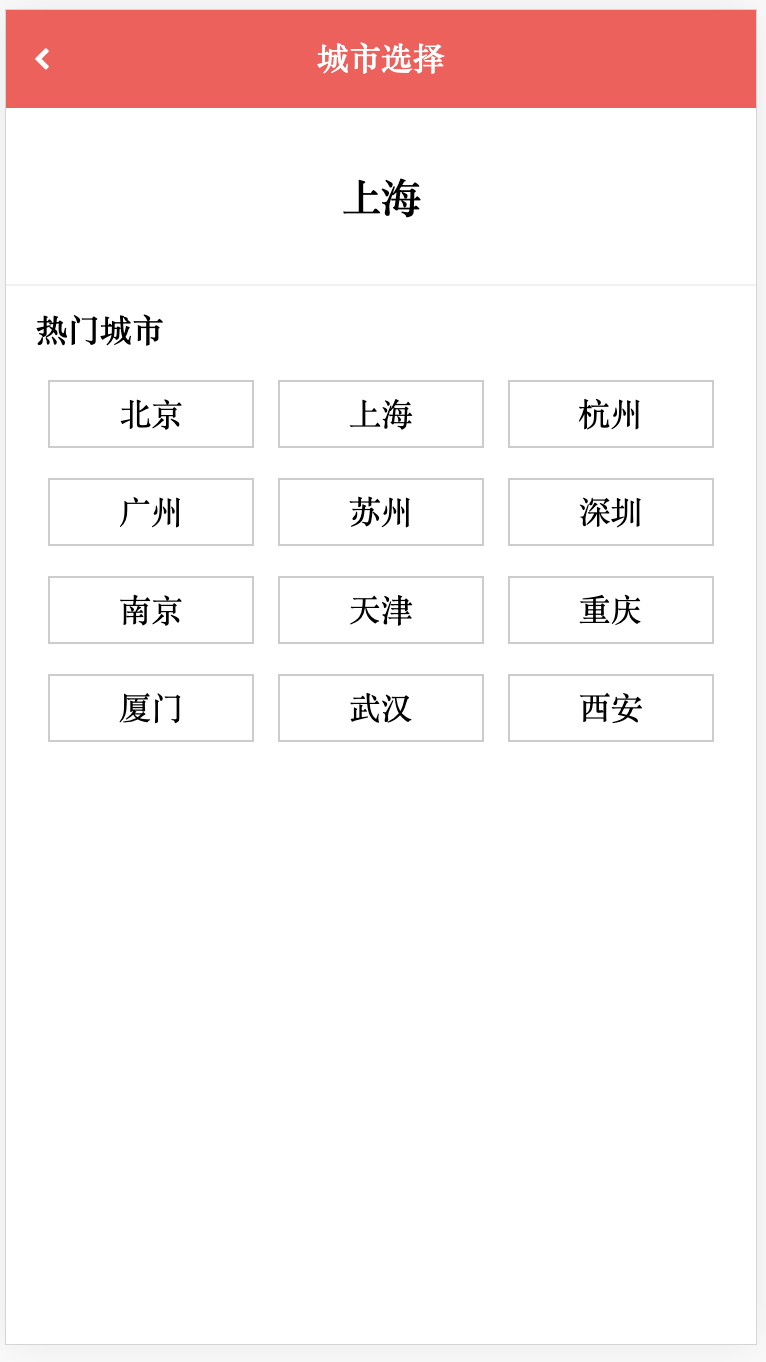 城市选择
上海
热门城市
北京 上海 杭州
广州 苏州 深圳
南京 天津 重庆
厦门 武汉 西安